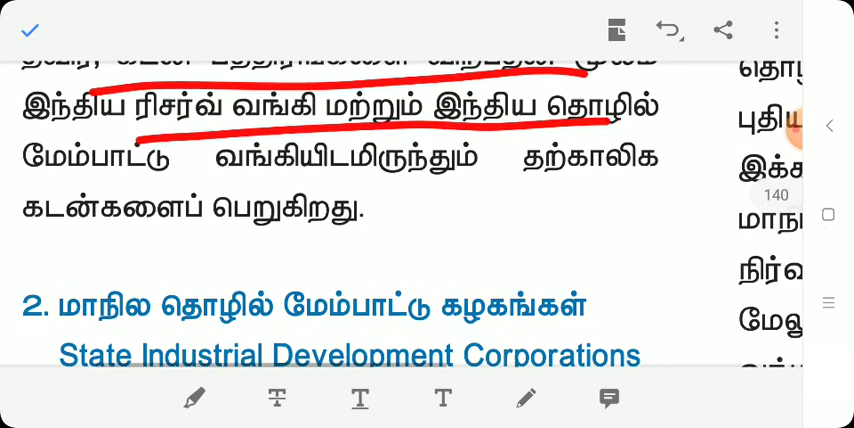 இந்திய ரிசர்வ் வங்கி மற்றும் இந்திய தொழில்
மேம்பாட்டு வங்கியிடமிருந்தும் தற்காலிக
கடன்களைப் பெறுகிறது.
2. மாநில தொழில் மேம்பாட்டு கழகங்கள்
State Industrial Development Corporations
140